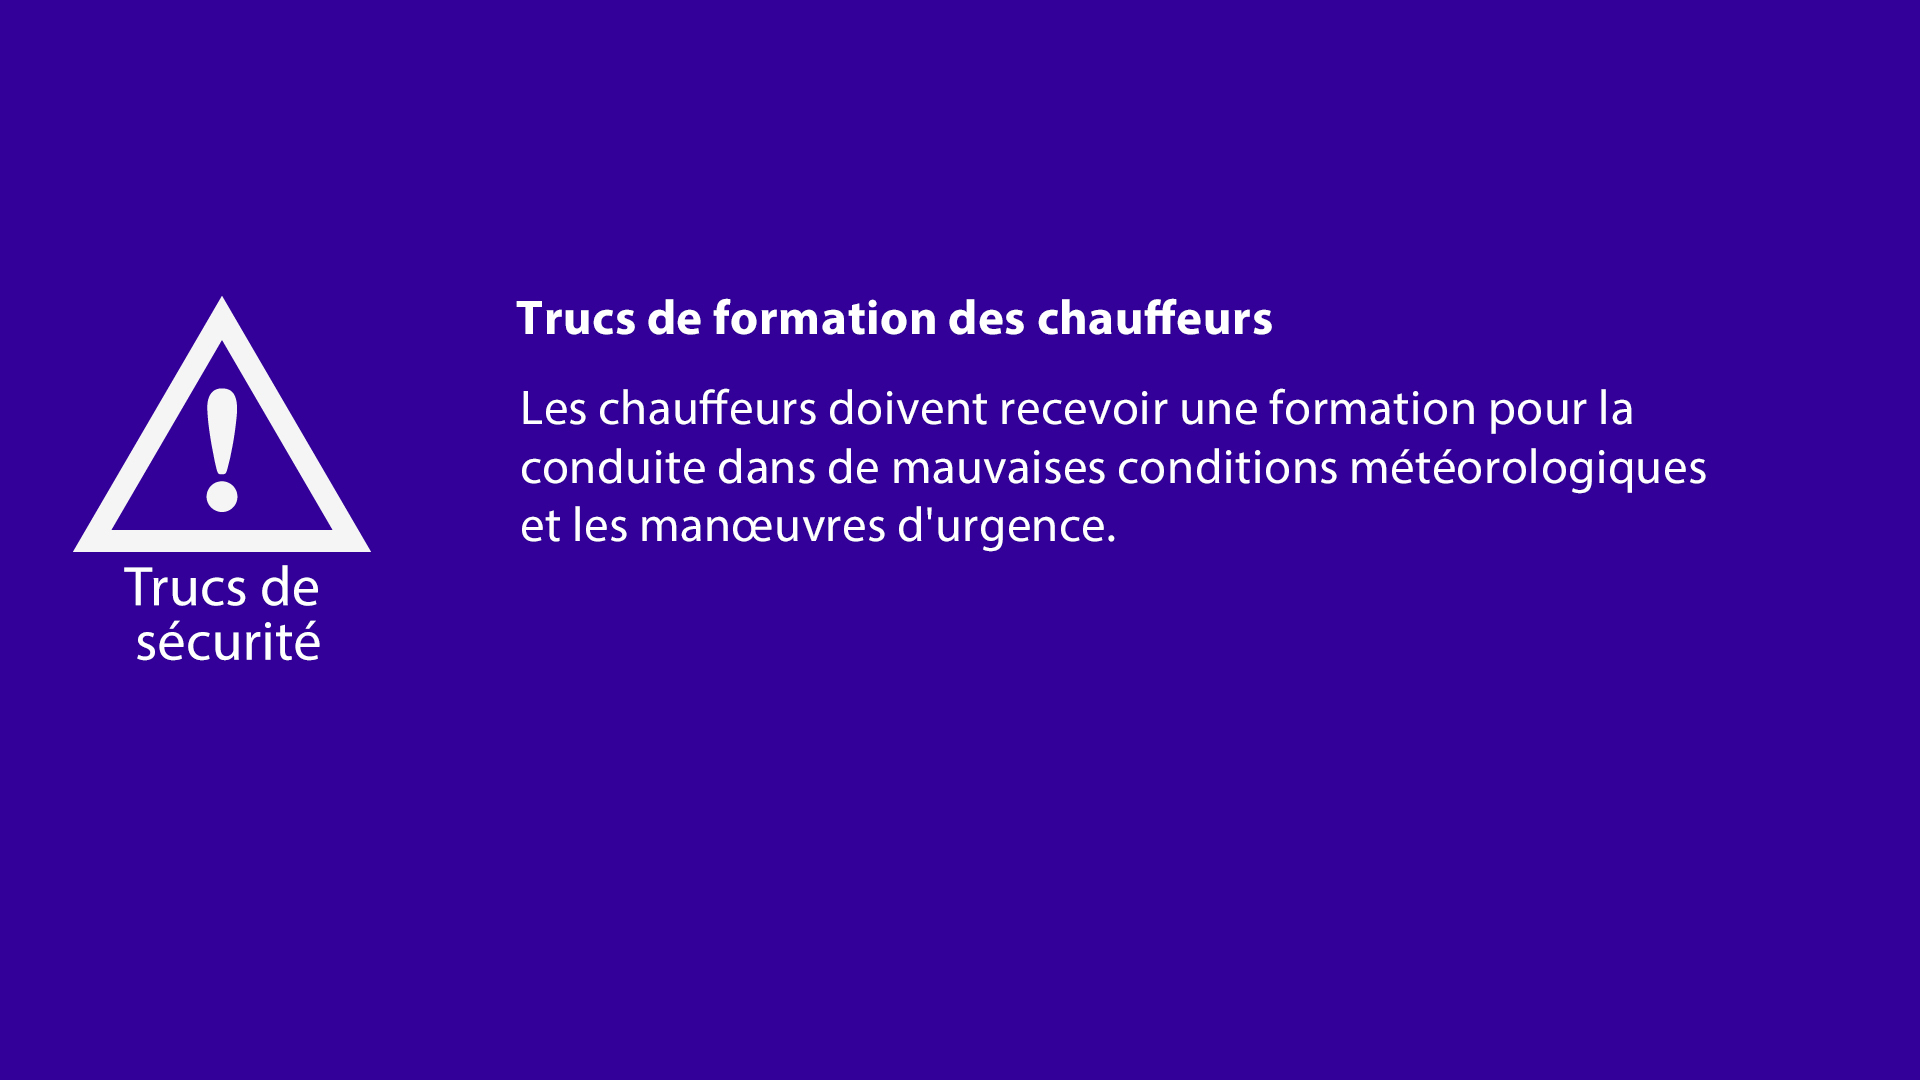 Trucs de formation des chauffeurs
Les chauffeurs doivent recevoir une formation pour la
conduite dans de mauvaises conditions météorologiques
et les manœuvres d'urgence.
Trucs de
sécurité